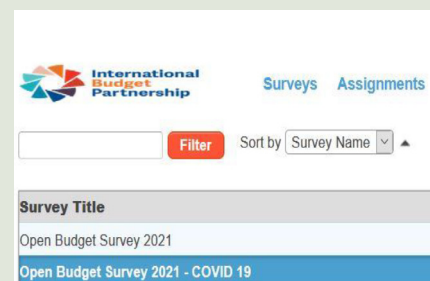 International
Budget
Partnership
Surveys Assignments
Filter Sort by Survey Name
Survey Title
Open Budget Survey 2021
Open Budget Survey 2021 - COVID 19